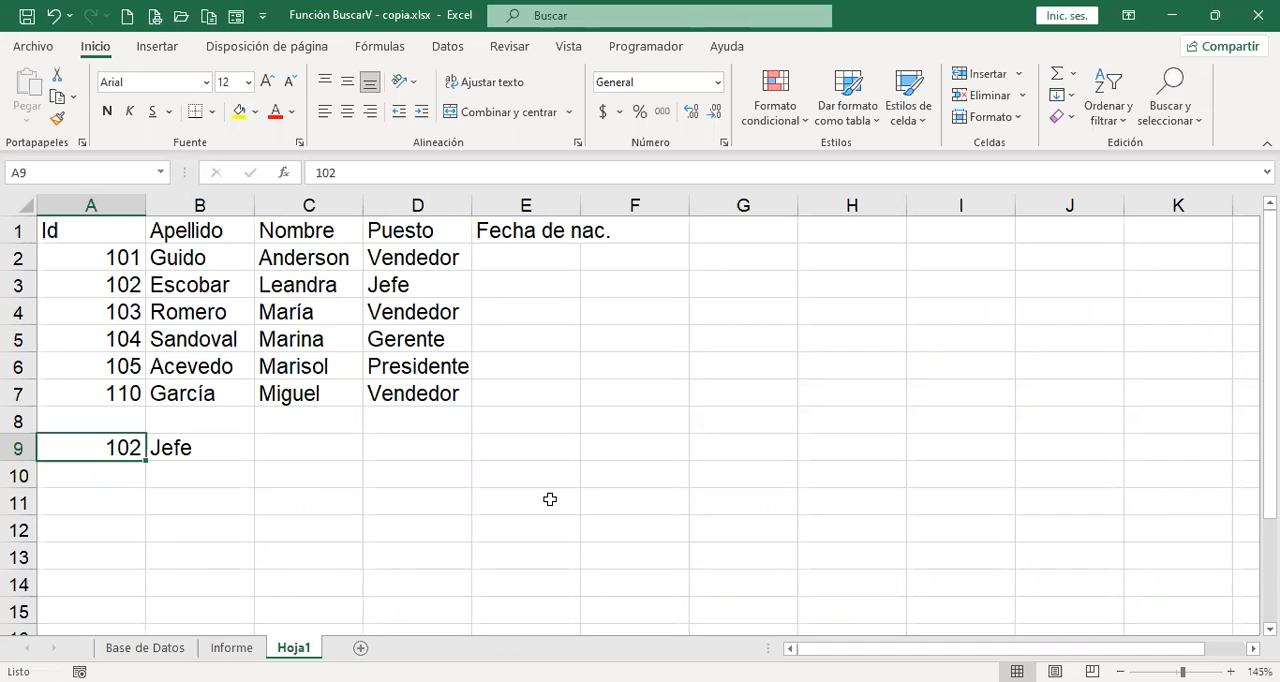 Función BuscarV - copia.xlsx - Excel
Buscar
Inic. ses.
Archivo Inicio Insertar Disposición de página Fórmulas Datos Revisar Vista Programador Ayuda
Compartir
Pegar
Portapapeles
Arial 12
N K S
Fuente
Ajustar texto
Combinar y centrar
Alineación
General
$ % 000
Número
Formato condicional
Dar formato como tabla
Estilos de celda
Estilos
Insertar
Eliminar
Formato
Celdas
Ordenar y filtrar
Buscar y seleccionar
Edición
A9 fx 102
A B C D E F G H I J K
1 Id Apellido Nombre Puesto Fecha de nac.
2 101 Guido Anderson Vendedor
3 102 Escobar Leandra Jefe
4 103 Romero María Vendedor
5 104 Sandoval Marina Gerente
6 105 Acevedo Marisol Presidente
7 110 García Miguel Vendedor
8
9 102 Jefe
10
11
12
13
14
15
Base de Datos Informe Hoja1
Listo 145%